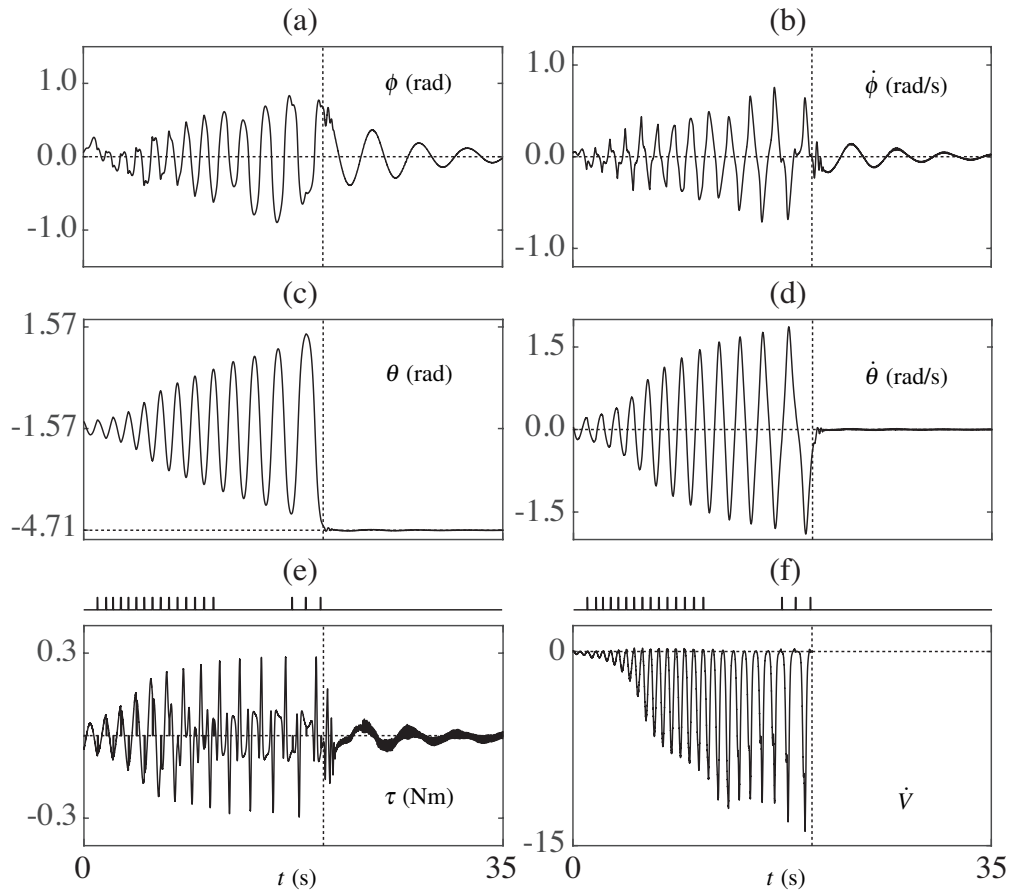 (a) (b)
1.0
0.0
-1.0
ϕ (rad)
1.0
0.0
-1.0
ϕ̇ (rad/s)
(c) (d)
1.57
-1.57
-4.71
θ (rad)
1.5
0.0
-1.5
θ̇ (rad/s)
(e) (f)
0.3
-0.3
τ (Nm)
0
-15
V̇
0 t (s) 35
0 t (s) 35